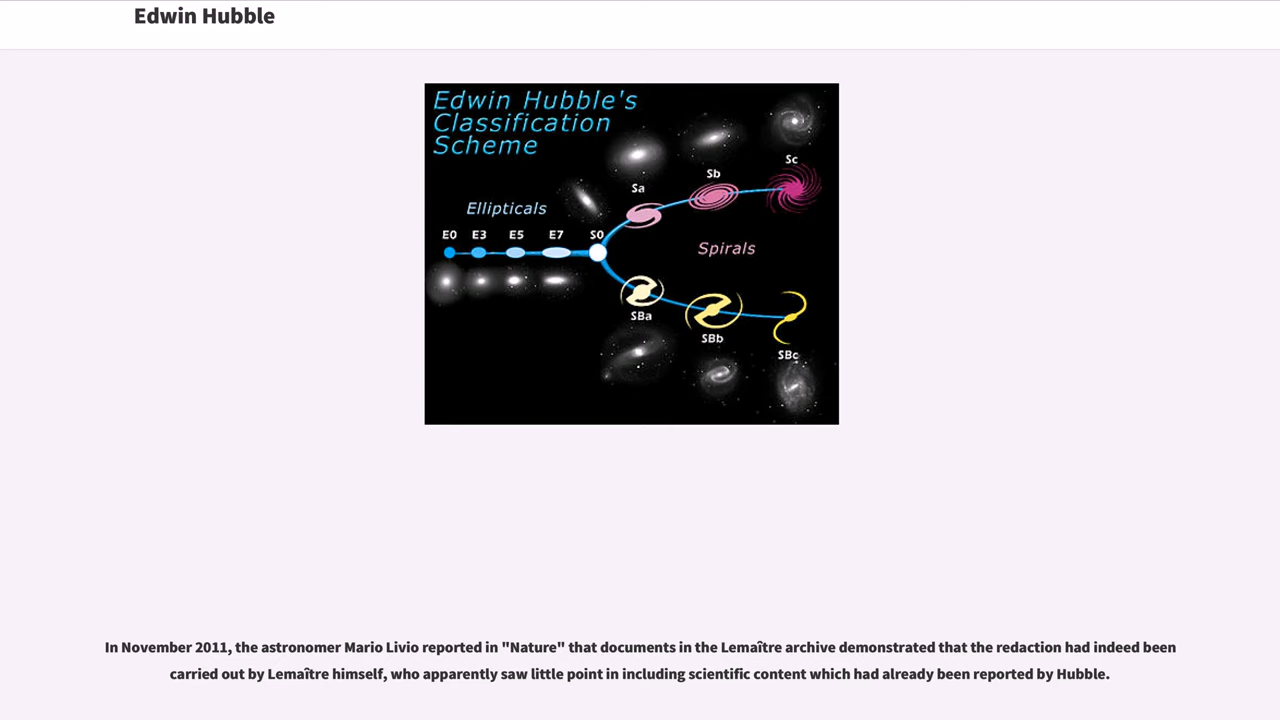 Edwin Hubble
Edwin Hubble's
Classification
Scheme
Sc
Sb
Sa
Ellipticals
E0 E3 E5 E7 S0
Spirals
SBa
SBb
SBc
In November 2011, the astronomer Mario Livio reported in "Nature" that documents in the Lemaître archive demonstrated that the redaction had indeed been
carried out by Lemaître himself, who apparently saw little point in including scientific content which had already been reported by Hubble.